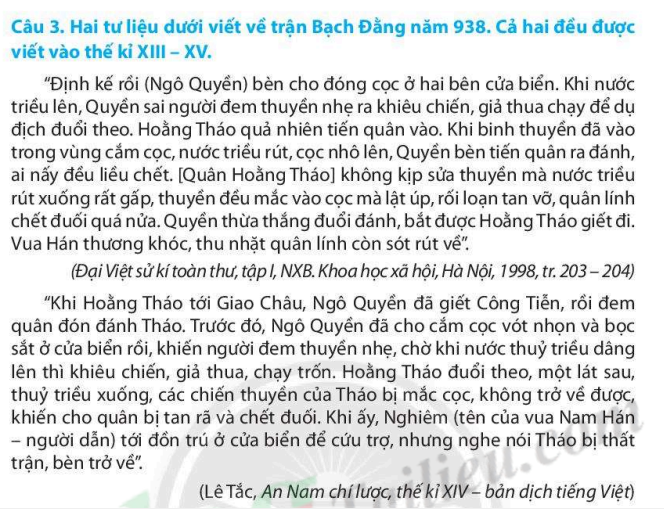 Câu 3. Hai tư liệu dưới viết về trận Bạch Đằng năm 938. Cả hai đều được
viết vào thế kỉ XIII – XV.
“Định kế rồi (Ngô Quyền) bèn cho đóng cọc ở hai bên cửa biển. Khi nước
triều lên, Quyền sai người đem thuyền nhẹ ra khiêu chiến, giả thua chạy để dụ
địch đuổi theo. Hoằng Tháo quả nhiên tiến quân vào. Khi binh thuyền đã vào
trong vùng cắm cọc, nước triều rút, cọc nhô lên, Quyền bèn tiến quân ra đánh,
ai nấy đều liều chết. [Quân Hoằng Tháo] không kịp sửa thuyền mà nước triều
rút xuống rất gấp, thuyền đều mắc vào cọc mà lật úp, rối loạn tan vỡ, quân lính
chết đuối quá nửa. Quyền thừa thắng đuổi đánh, bắt được Hoằng Tháo giết đi.
Vua Hán thương khóc, thu nhặt quân lính còn sót rút về”.
(Đại Việt sử kí toàn thư, tập I, NXB. Khoa học xã hội, Hà Nội, 1998, tr. 203 – 204)
“Khi Hoằng Tháo tới Giao Châu, Ngô Quyền đã giết Công Tiễn, rồi đem
quân đón đánh Tháo. Trước đó, Ngô Quyền đã cho cắm cọc vót nhọn và bọc
sắt ở cửa biển rồi, khiến người đem thuyền nhẹ, chờ khi nước thuỷ triều dâng
lên thì khiêu chiến, giả thua, chạy trốn. Hoằng Tháo đuổi theo, một lát sau,
thuỷ triều xuống, các chiến thuyền của Tháo bị mắc cọc, không trở về được,
khiến cho quân bị tan rã và chết đuối. Khi ấy, Nghiêm (tên của vua Nam Hán
– người dẫn) tới đồn trú ở cửa biển để cứu trợ, nhưng nghe nói Tháo bị thất
trận, bèn trở về”.
(Lê Tắc, An Nam chí lược, thế kỉ XIV – bản dịch tiếng Việt)